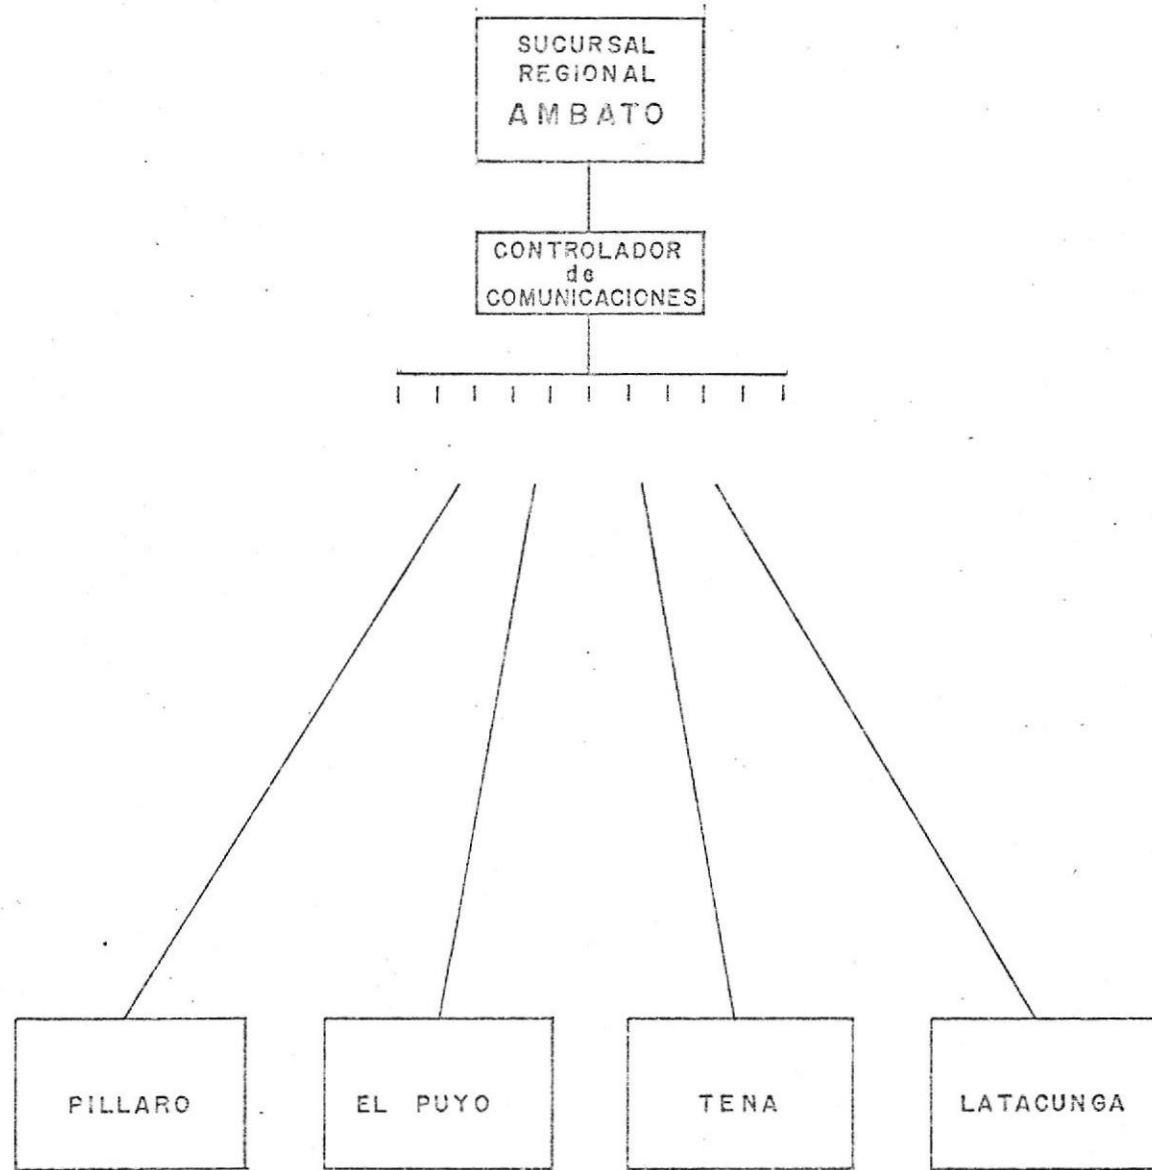 SUCURSAL
REGIONAL
AMBATO
CONTROLADOR
de
COMUNICACIONES
PILLARO
EL PUYO
TENA
LATACUNGA